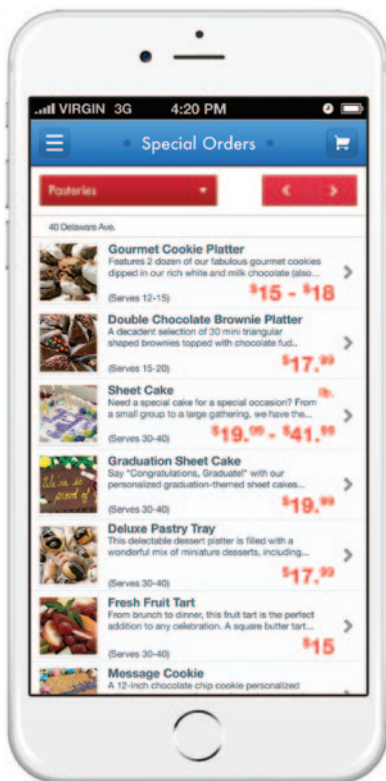 VIRGIN 3G 4:20 PM
Special Orders
Pasteries
40 Delaware Ave.
Gourmet Cookie Platter
Features 2 dozen of our fabulous gourmet cookies
dipped in our rich white and milk chocolate (also...
(Serves 12-15) $15 - $18
Double Chocolate Brownie Platter
A decadent selection of 30 mini triangular
shaped brownies topped with chocolate fud..
(Serves 15-20) $17.99
Sheet Cake
Need a special cake for a special occasion? From
a small group to a large gathering, we have the...
(Serves 30-40) $19.99 - $41.99
Graduation Sheet Cake
Say "Congratulations, Graduate!" with our
personalized graduation-themed sheet cakes...
(Serves 30-40) $19.99
Deluxe Pastry Tray
This delectable dessert platter is filled with a
wonderful mix of miniature desserts, including...
(Serves 30-40) $17.99
Fresh Fruit Tart
From brunch to dinner, this fruit tart is the perfect
addition to any celebration. A square butter tart...
(Serves 30-40) $15
Message Cookie
A 12-inch chocolate chip cookie personalized